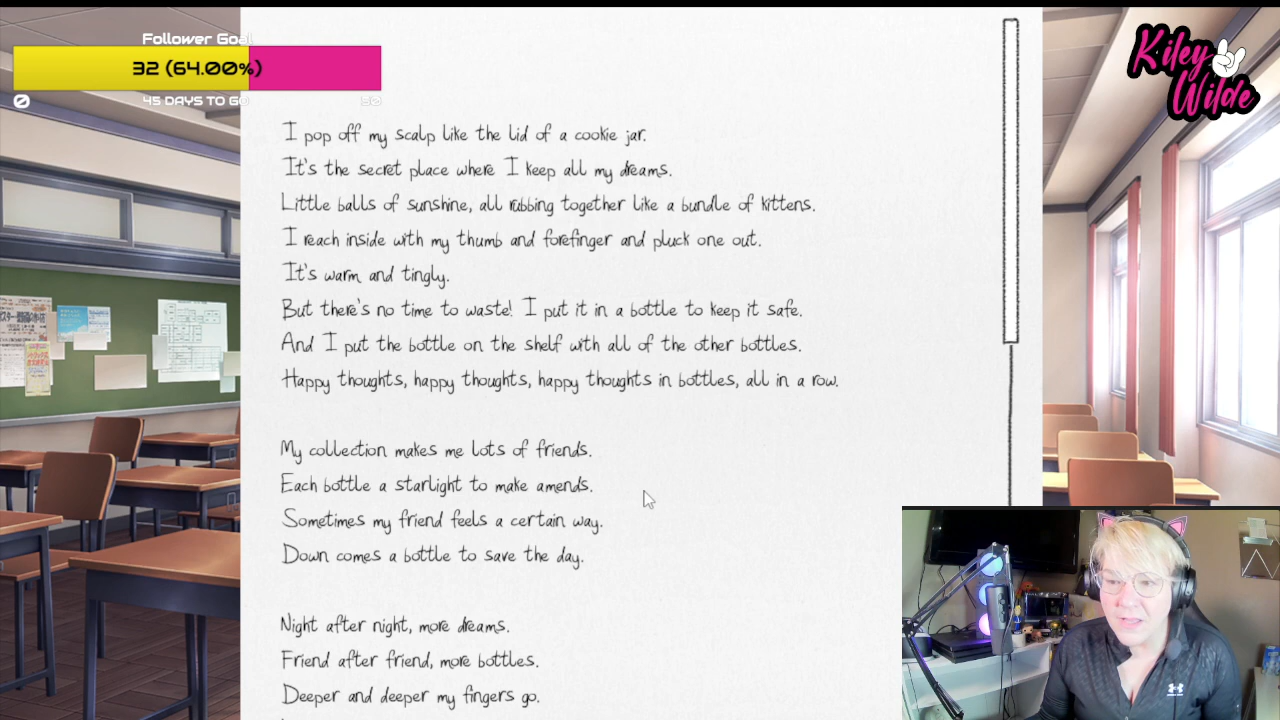 Follower Goal
32 (64.00%)
0
45 DAYS TO GO
50
Kiley
Wilde
I pop off my scalp like the lid of a cookie jar.
It's the secret place where I keep all my dreams.
Little balls of sunshine, all rubbing together like a bundle of kittens.
I reach inside with my thumb and forefinger and pluck one out.
It's warm and tingly.
But there's no time to waste! I put it in a bottle to keep it safe.
And I put the bottle on the shelf with all of the other bottles.
Happy thoughts, happy thoughts, happy thoughts in bottles, all in a row.
My collection makes me lots of friends.
Each bottle a starlight to make amends.
Sometimes my friend feels a certain way.
Down comes a bottle to save the day.
Night after night, more dreams.
Friend after friend, more bottles.
Deeper and deeper my fingers go.